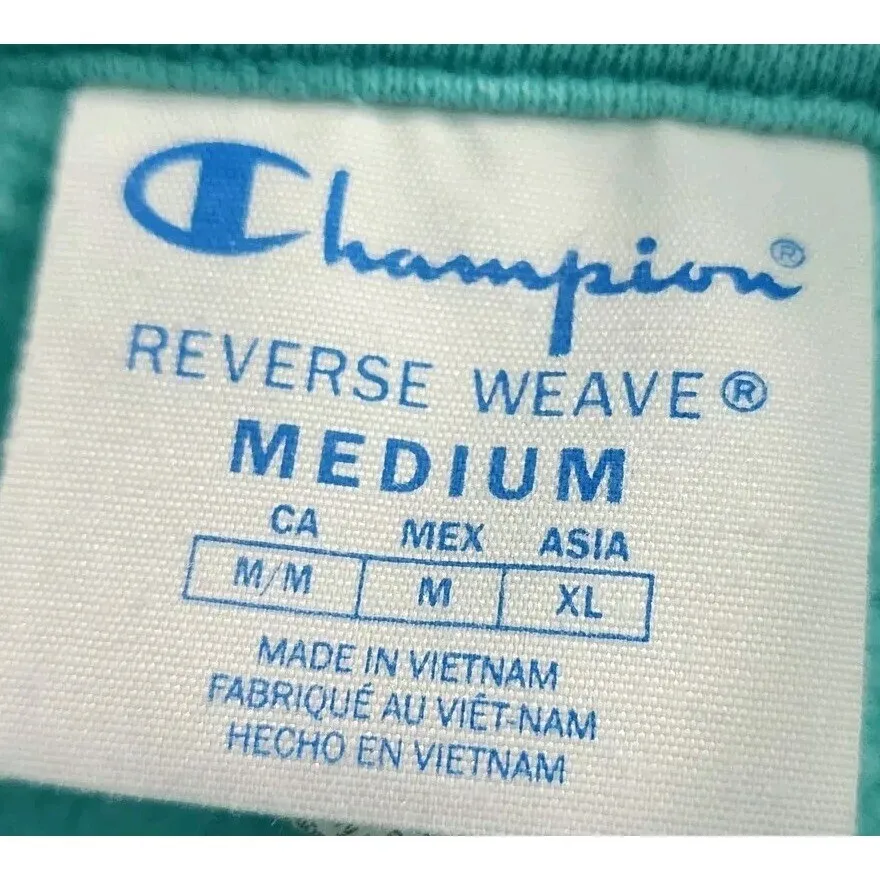 Champion®
REVERSE WEAVE®
MEDIUM
CA MEX ASIA
M/M M XL
MADE IN VIETNAM
FABRIQUÉ AU VIÊT-NAM
HECHO EN VIETNAM